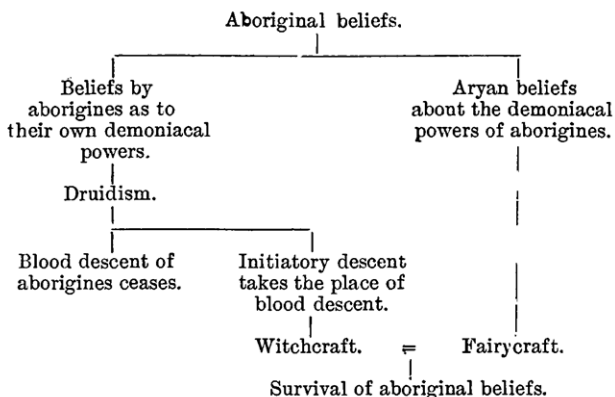 Aboriginal beliefs.
Beliefs by
aborigines as to
their own demoniacal
powers.
Aryan beliefs
about the demoniacal
powers of aborigines.
Druidism.
Blood descent of
aborigines ceases.
Initiatory descent
takes the place of
blood descent.
Witchcraft. = Fairycraft.
Survival of aboriginal beliefs.